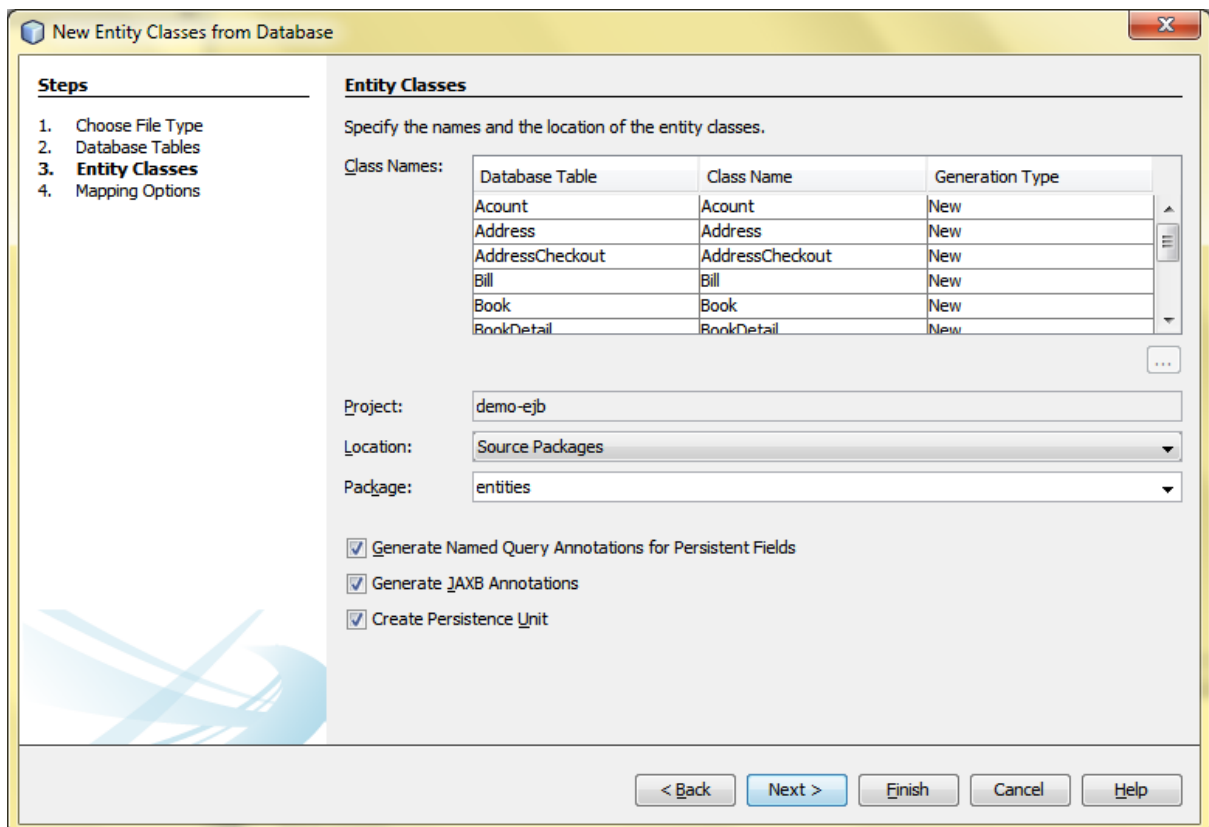 New Entity Classes from Database
Steps
1. Choose File Type
2. Database Tables
3. Entity Classes
4. Mapping Options
Entity Classes
Specify the names and the location of the entity classes.
Class Names:
Database Table Class Name Generation Type
Acount Acount New
Address Address New
AddressCheckout AddressCheckout New
Bill Bill New
Book Book New
BookDetail BookDetail New
...
Project: demo-ejb
Location: Source Packages
Package: entities
Generate Named Query Annotations for Persistent Fields
Generate JAXB Annotations
Create Persistence Unit
< Back Next > Finish Cancel Help